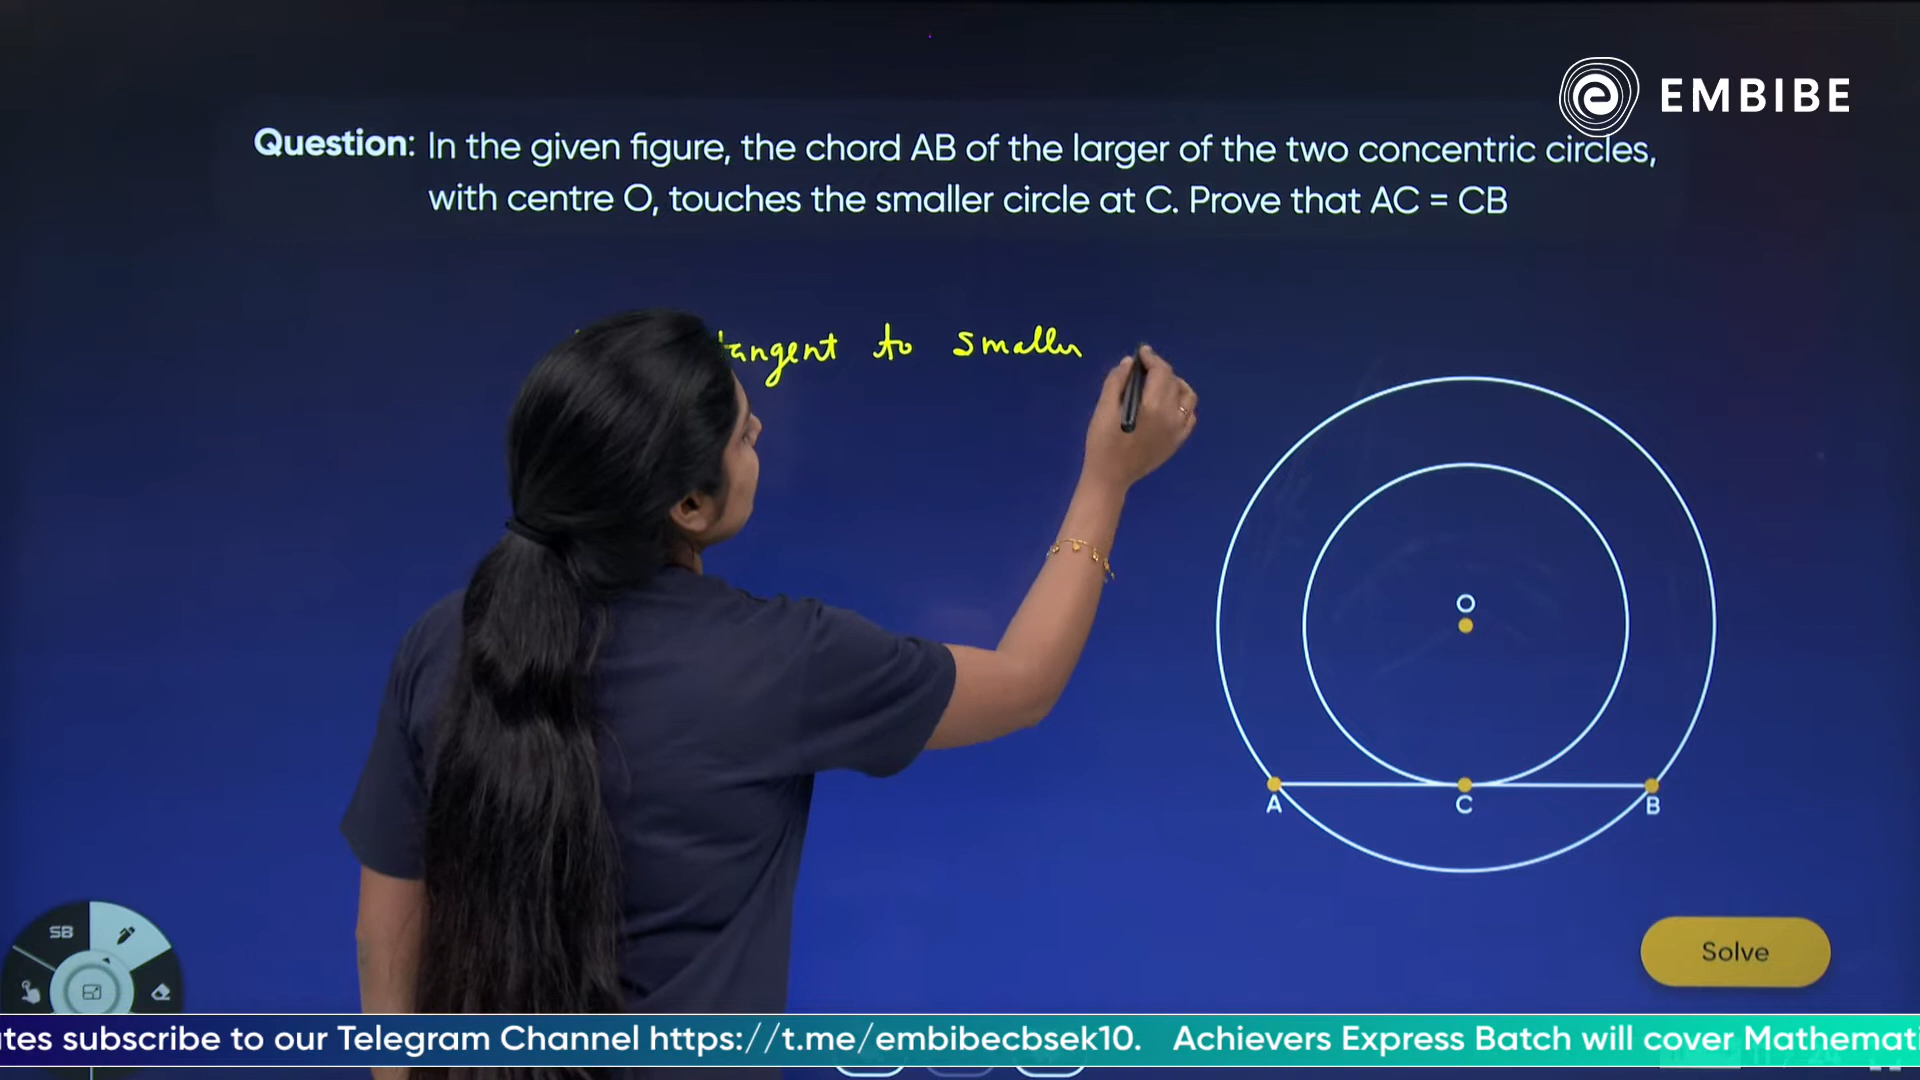 EMBIBE
Question: In the given figure, the chord AB of the larger of the two concentric circles,
with centre O, touches the smaller circle at C. Prove that AC = CB
tangent to smaller
O
A
C
B
SB
Solve
subscribe to our Telegram Channel https://t.me/embibecbsek10. Achievers Express Batch will cover